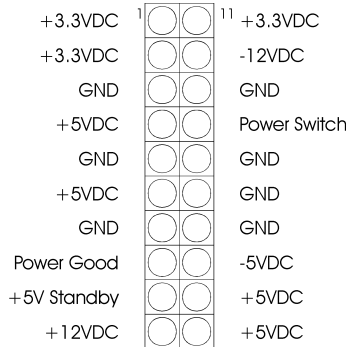 +3.3VDC 1 11 +3.3VDC
+3.3VDC -12VDC
GND GND
+5VDC Power Switch
GND GND
+5VDC GND
GND GND
Power Good -5VDC
+5V Standby +5VDC
+12VDC +5VDC